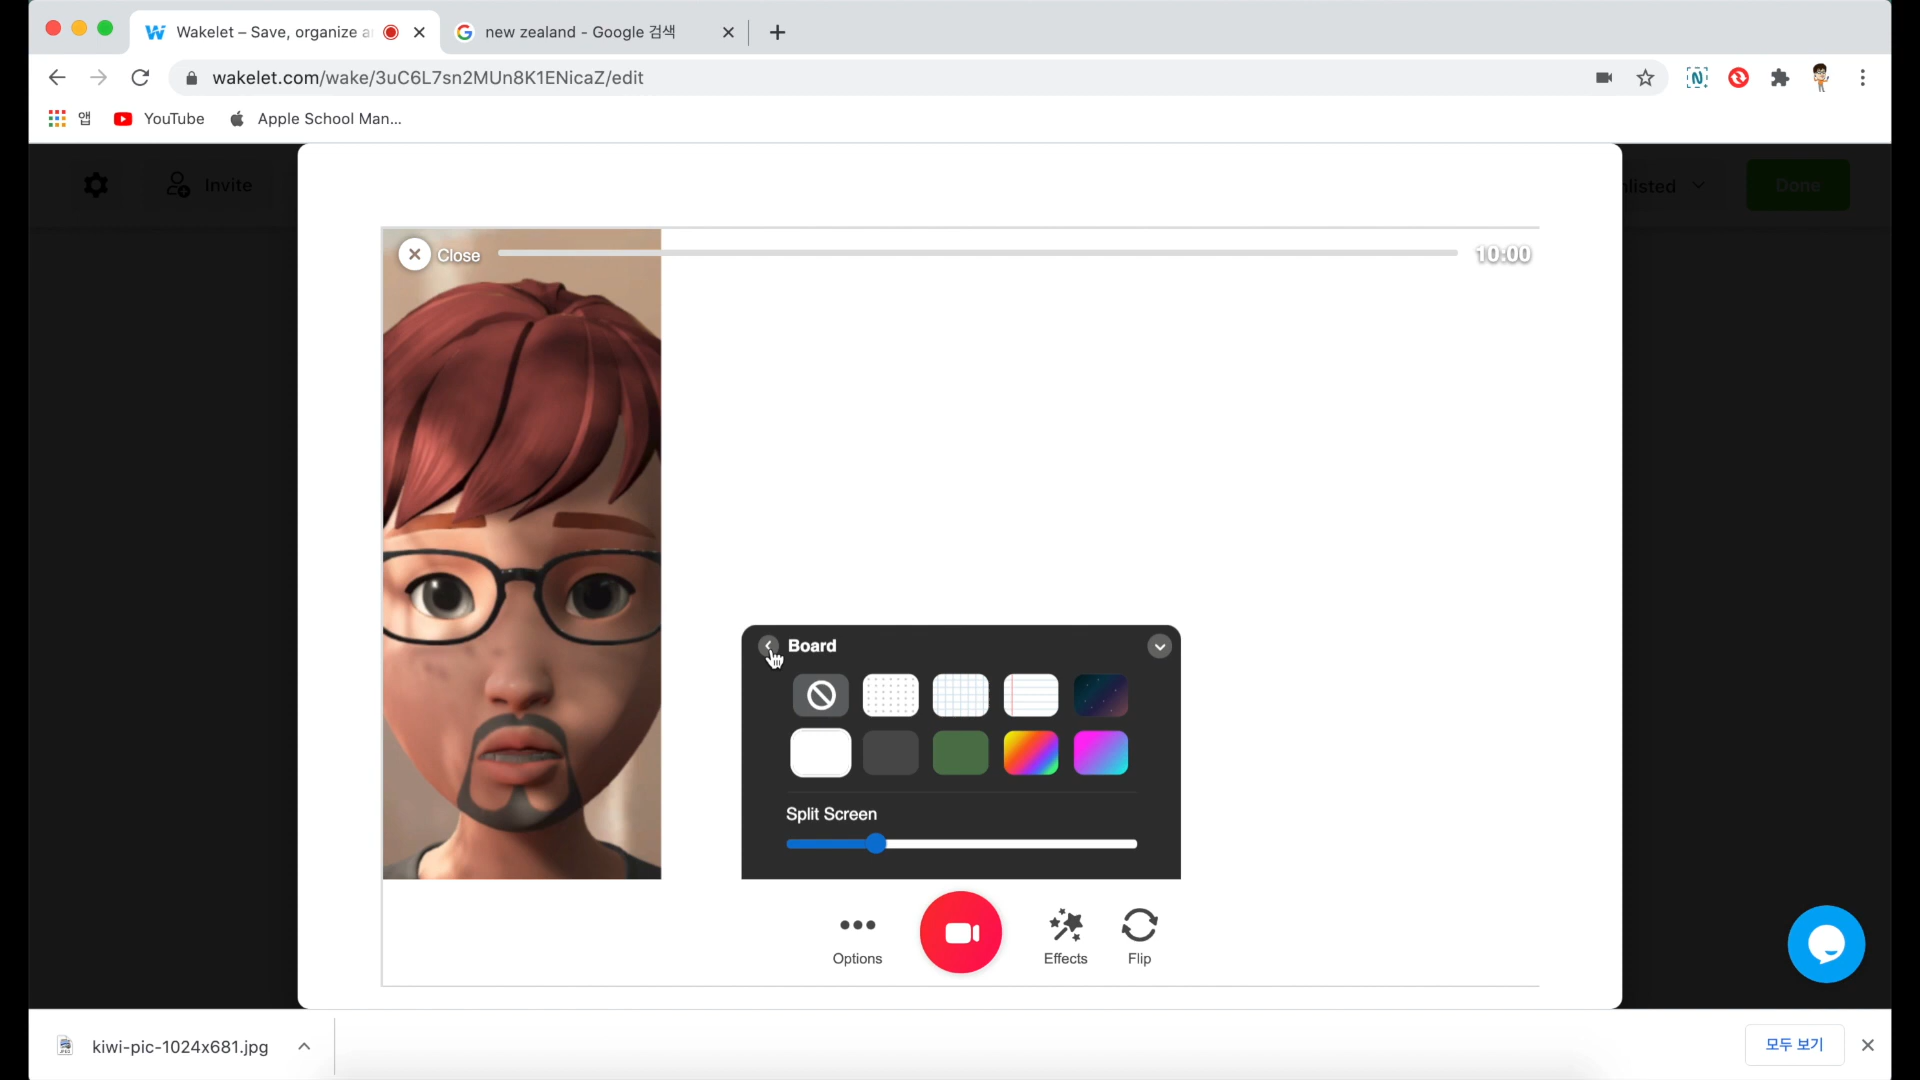 Wakelet – Save, organize a
new zealand - Google 검색
wakelet.com/wake/3uC6L7sn2MUn8K1ENicaZ/edit
앱
YouTube
Apple School Man...
Invite
listed
Done
Close
10:00
Board
Split Screen
Options
Effects
Flip
kiwi-pic-1024x681.jpg
모두 보기